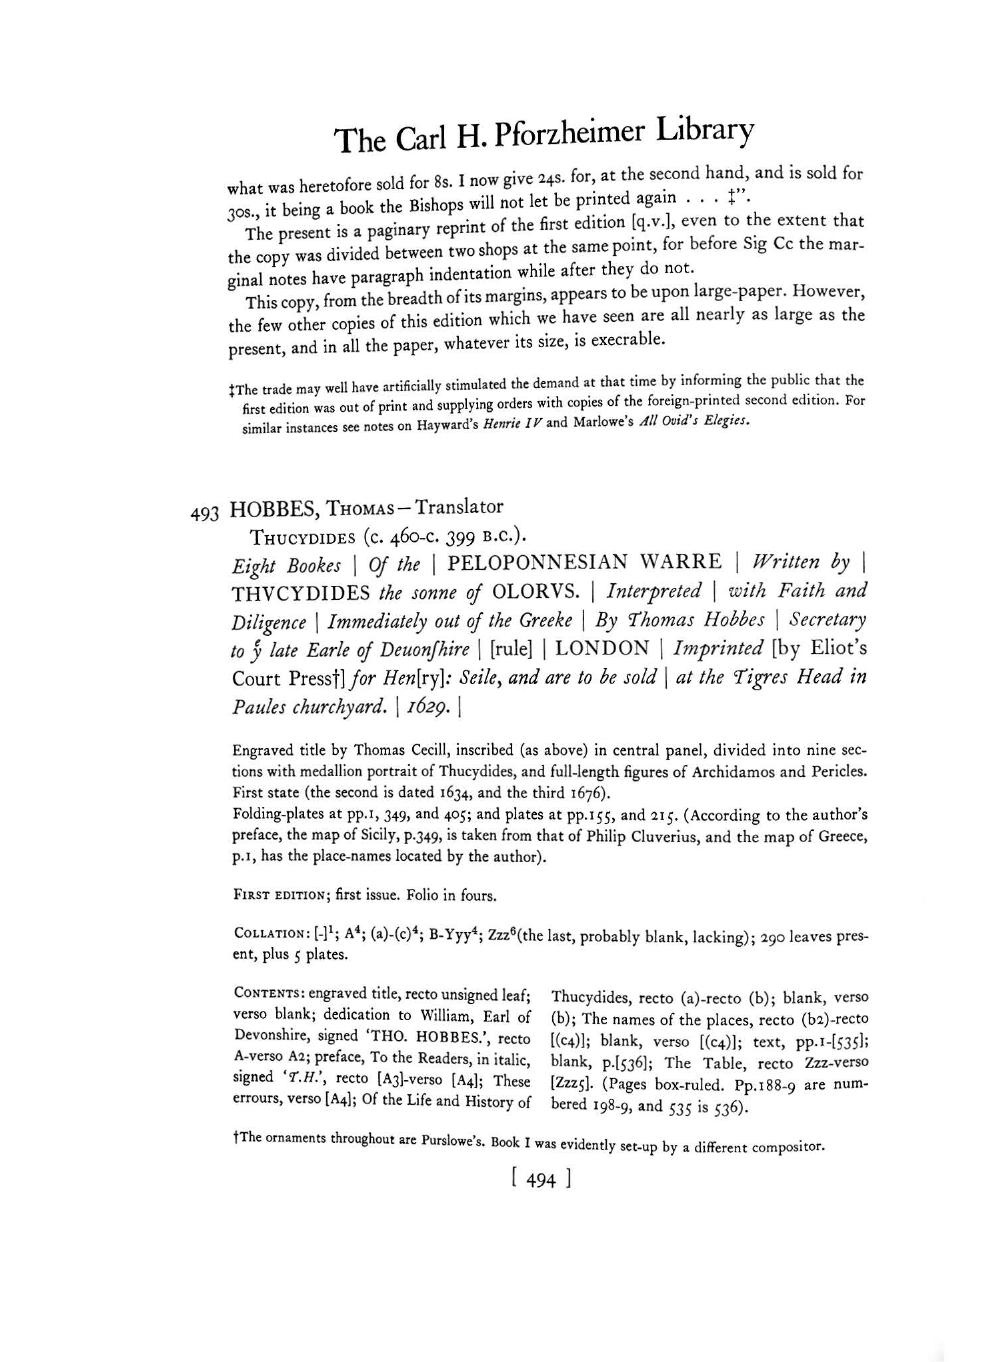 The Carl H. Pforzheimer Library
what was heretofore sold for 8s. I now give 24s. for, at the second hand, and is sold for
30s., it being a book the Bishops will not let be printed again . . . ‡”.
The present is a paginary reprint of the first edition [q.v.], even to the extent that
the copy was divided between two shops at the same point, for before Sig Cc the mar-
ginal notes have paragraph indentation while after they do not.
This copy, from the breadth of its margins, appears to be upon large-paper. However,
the few other copies of this edition which we have seen are all nearly as large as the
present, and in all the paper, whatever its size, is execrable.
‡The trade may well have artificially stimulated the demand at that time by informing the public that the
first edition was out of print and supplying orders with copies of the foreign-printed second edition. For
similar instances see notes on Hayward's Henrie IV and Marlowe's All Ovid's Elegies.
493 HOBBES, THOMAS — Translator
THUCYDIDES (c. 460-c. 399 B.C.).
Eight Bookes | Of the | PELOPONNESIAN WARRE | Written by |
THVCYDIDES the sonne of OLORVS. | Interpreted | with Faith and
Diligence | Immediately out of the Greeke | By Thomas Hobbes | Secretary
to ẙ late Earle of Deuonſhire | [rule] | LONDON | Imprinted [by Eliot's
Court Press†] for Hen[ry]: Seile, and are to be sold | at the Tigres Head in
Paules churchyard. | 1629. |
Engraved title by Thomas Cecill, inscribed (as above) in central panel, divided into nine sec-
tions with medallion portrait of Thucydides, and full-length figures of Archidamos and Pericles.
First state (the second is dated 1634, and the third 1676).
Folding-plates at pp.1, 349, and 405; and plates at pp.155, and 215. (According to the author's
preface, the map of Sicily, p.349, is taken from that of Philip Cluverius, and the map of Greece,
p.1, has the place-names located by the author).
FIRST EDITION; first issue. Folio in fours.
COLLATION: [-]¹; A⁴; (a)-(c)⁴; B-Yyy⁴; Zzz⁶(the last, probably blank, lacking); 290 leaves pres-
ent, plus 5 plates.
CONTENTS: engraved title, recto unsigned leaf;
verso blank; dedication to William, Earl of
Devonshire, signed ‘THO. HOBBES.’, recto
A-verso A2; preface, To the Readers, in italic,
signed ‘T.H.’, recto [A3]-verso [A4]; These
errours, verso [A4]; Of the Life and History of
Thucydides, recto (a)-recto (b); blank, verso
(b); The names of the places, recto (b2)-recto
[(c4)]; blank, verso [(c4)]; text, pp.1-[535];
blank, p.[536]; The Table, recto Zzz-verso
[Zzz5]. (Pages box-ruled. Pp.188-9 are num-
bered 198-9, and 535 is 536).
†The ornaments throughout are Purslowe's. Book I was evidently set-up by a different compositor.
[ 494 ]